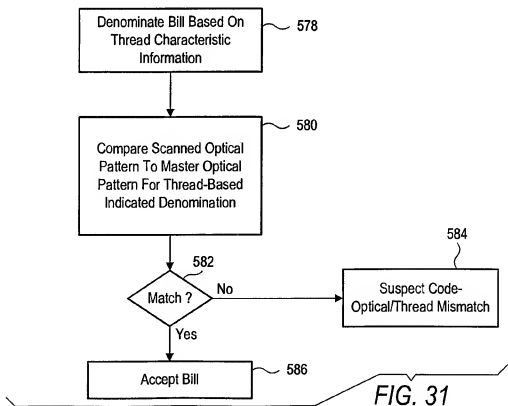 Denominate Bill Based On
Thread Characteristic
Information
578
580
Compare Scanned Optical
Pattern To Master Optical
Pattern For Thread-Based
Indicated Denomination
582
Match ?
No
584
Suspect Code-
Optical/Thread Mismatch
Yes
Accept Bill
586
FIG. 31